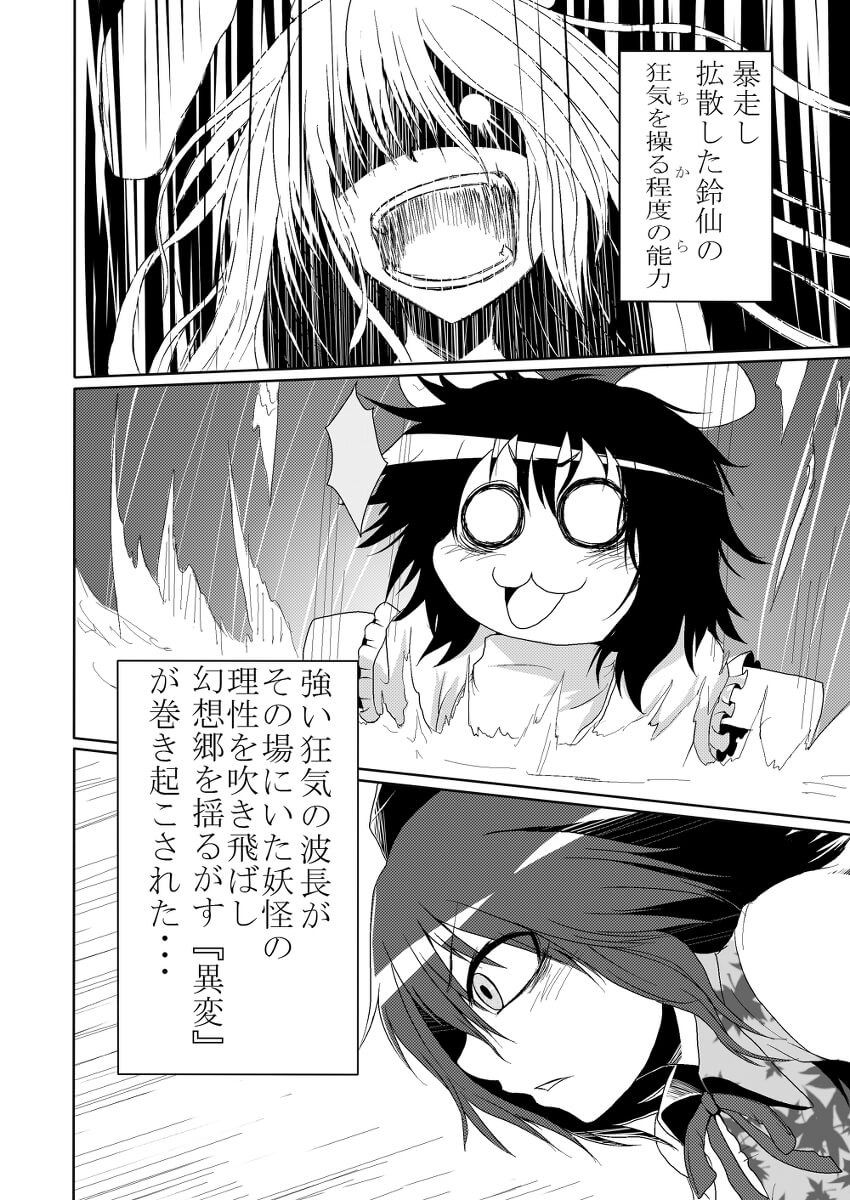 暴走し
拡散した鈴仙の
狂気を操る程度の能力
ちから
強い狂気の波長が
その場にいた妖怪の
理性を吹き飛ばし
幻想郷を揺るがす『異変』
が巻き起こされた・・・